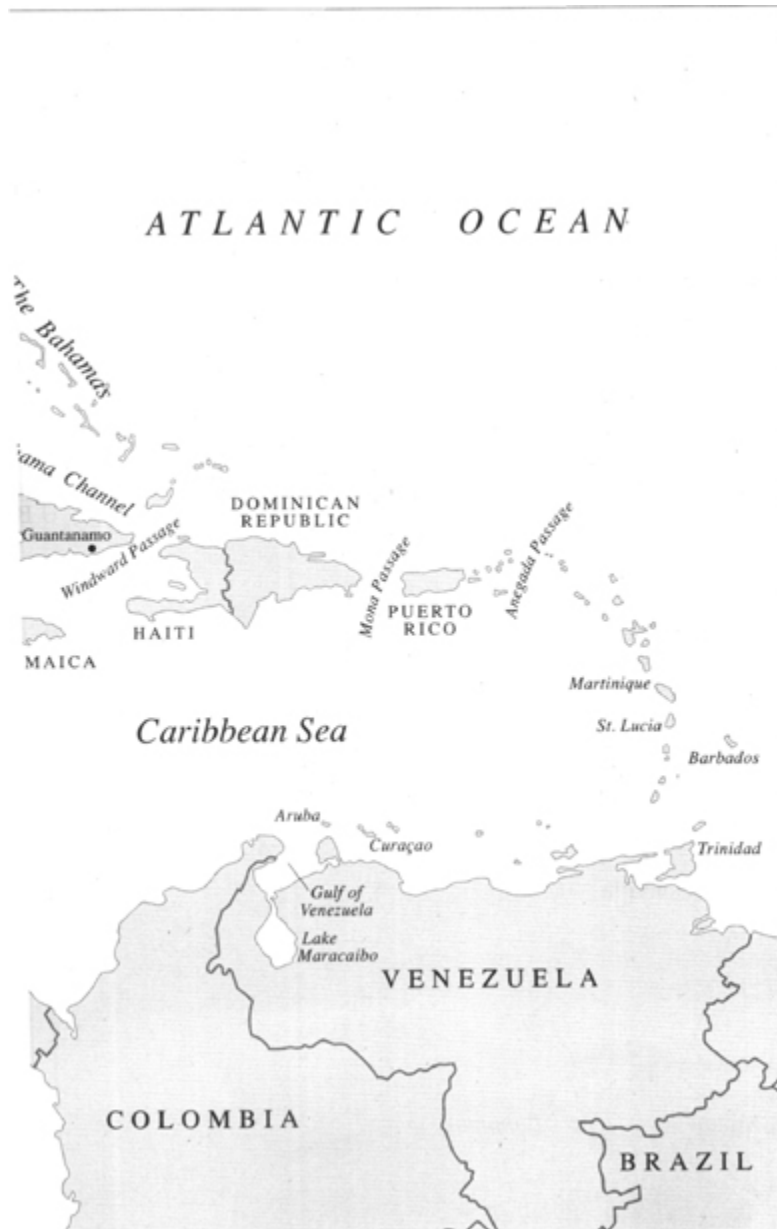 ATLANTIC OCEAN
The Bahamas
ama Channel
Guantanamo
Windward Passage
DOMINICAN
REPUBLIC
Mona Passage
Anegada Passage
HAITI
PUERTO
RICO
MAICA
Martinique
St. Lucia
Caribbean Sea
Barbados
Aruba
Curaçao
Trinidad
Gulf of
Venezuela
Lake
Maracaibo
VENEZUELA
COLOMBIA
BRAZIL